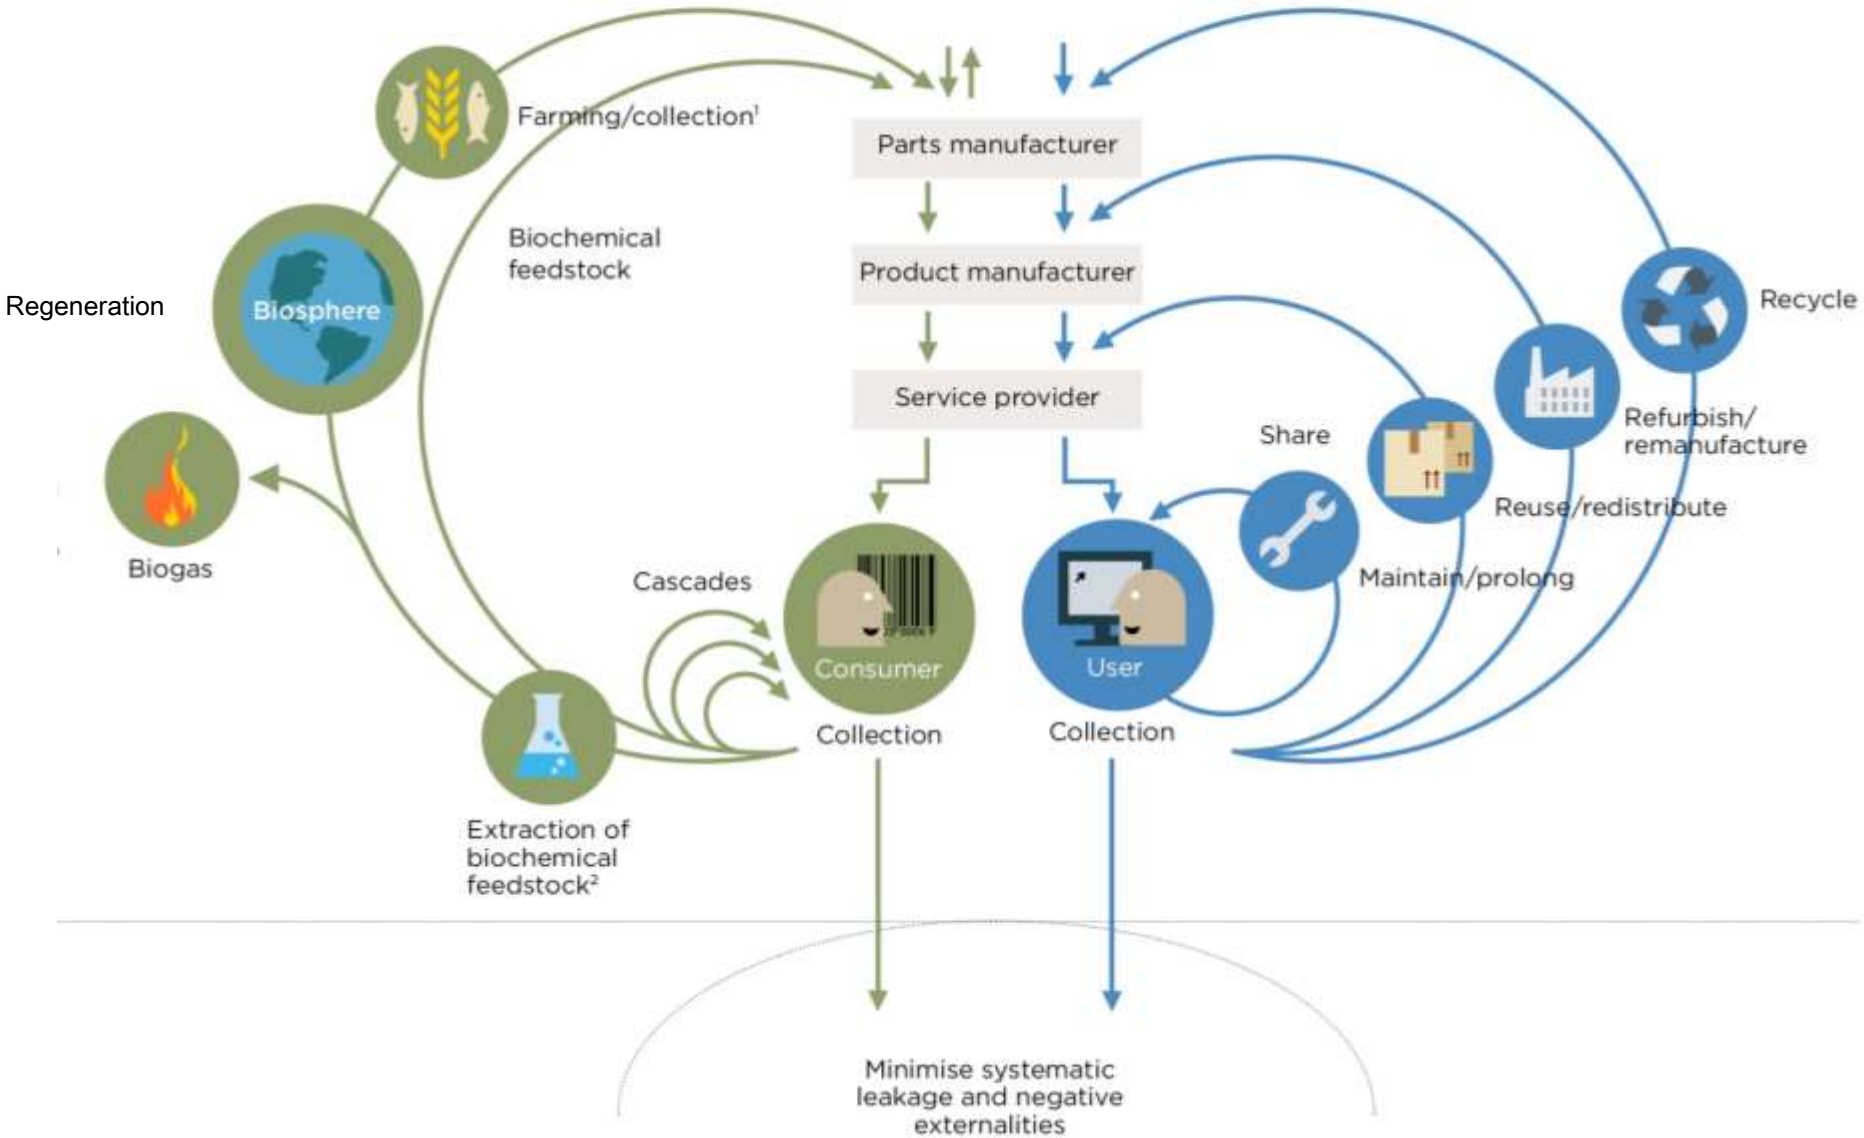 Farming/collection¹
Parts manufacturer
Biochemical
feedstock
Product manufacturer
Regeneration
Biosphere
Recycle
Service provider
Refurbish/
remanufacture
Share
Reuse/redistribute
Biogas
Cascades
Maintain/prolong
Consumer
User
Collection
Collection
Extraction of
biochemical
feedstock²
Minimise systematic
leakage and negative
externalities